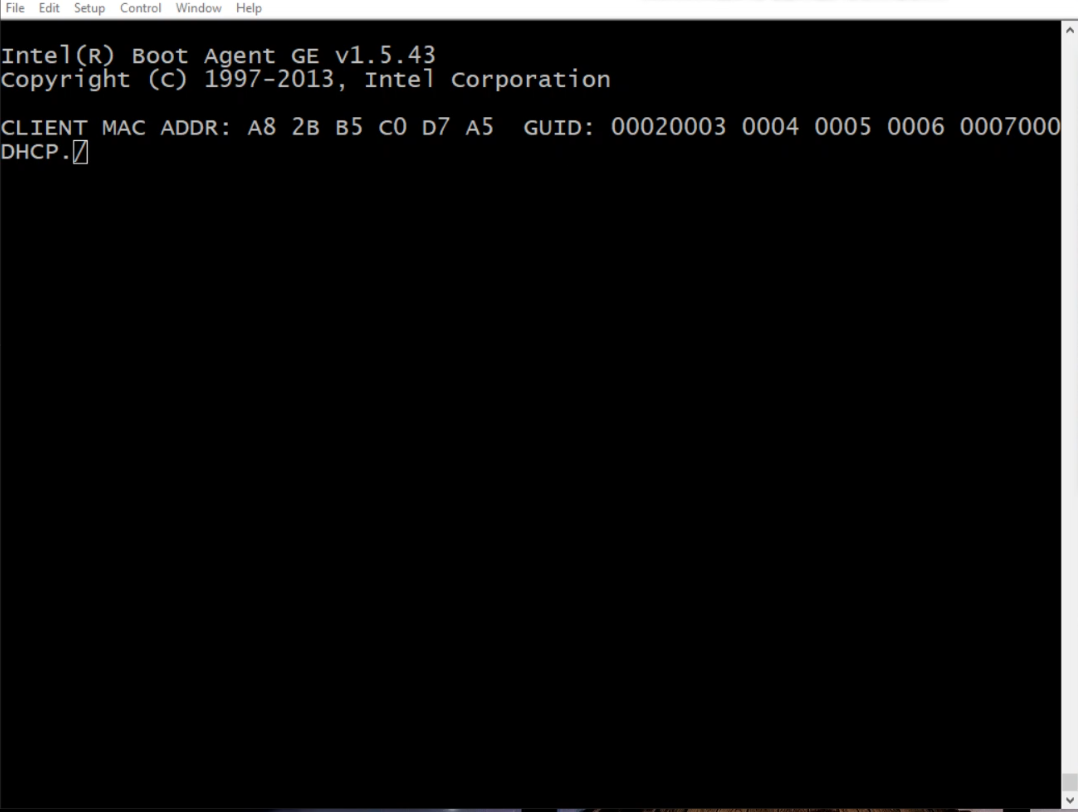 File Edit Setup Control Window Help
Intel(R) Boot Agent GE v1.5.43
Copyright (C) 1997-2013, Intel Corporation
CLIENT MAC ADDR: A8 2B B5 C0 D7 A5 GUID: 00020003 0004 0005 0006 0007000
DHCP./